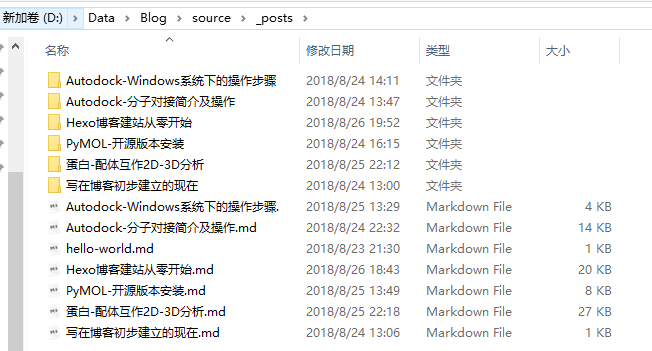 新加卷 (D:) > Data > Blog > source > _posts >
名称 修改日期 类型 大小
Autodock-Windows系统下的操作步骤 2018/8/24 14:11 文件夹
Autodock-分子对接简介及操作 2018/8/24 13:47 文件夹
Hexo博客建站从零开始 2018/8/26 19:52 文件夹
PyMOL-开源版本安装 2018/8/24 16:15 文件夹
蛋白-配体互作2D-3D分析 2018/8/25 22:12 文件夹
写在博客初步建立的现在 2018/8/24 13:00 文件夹
Autodock-Windows系统下的操作步骤. 2018/8/25 13:29 Markdown File 4 KB
Autodock-分子对接简介及操作.md 2018/8/24 22:32 Markdown File 14 KB
hello-world.md 2018/8/23 21:30 Markdown File 1 KB
Hexo博客建站从零开始.md 2018/8/26 18:43 Markdown File 20 KB
PyMOL-开源版本安装.md 2018/8/25 13:49 Markdown File 8 KB
蛋白-配体互作2D-3D分析.md 2018/8/25 22:18 Markdown File 27 KB
写在博客初步建立的现在.md 2018/8/24 13:06 Markdown File 1 KB